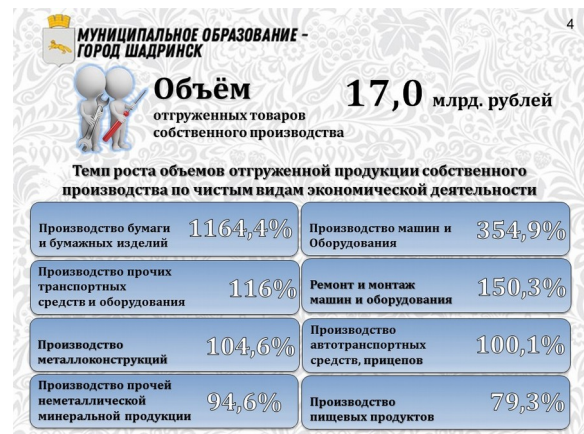 4
МУНИЦИПАЛЬНОЕ ОБРАЗОВАНИЕ –
ГОРОД ШАДРИНСК
Объём
отгруженных товаров
собственного производства
17,0 млрд. рублей
Темп роста объемов отгруженной продукции собственного
производства по чистым видам экономической деятельности
Производство бумаги
и бумажных изделий
1164,4%
Производство машин и
Оборудования
354,9%
Производство прочих
транспортных
средств и оборудования
116%
Ремонт и монтаж
машин и оборудования
150,3%
Производство
металлоконструкций
104,6%
Производство
автотранспортных
средств, прицепов
100,1%
Производство прочей
неметаллической
минеральной продукции
94,6%
Производство
пищевых продуктов
79,3%